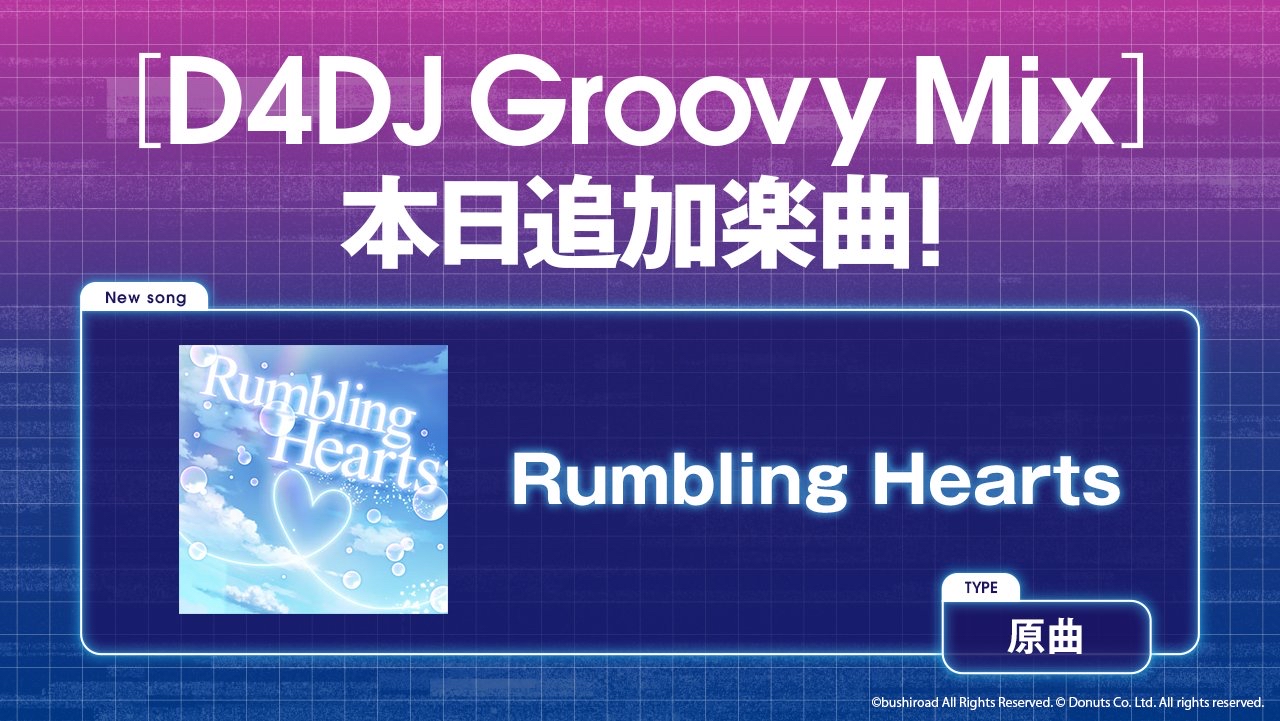 [D4DJ Groovy Mix]
本日追加楽曲!
New song
Rumbling
Hearts
Rumbling Hearts
TYPE
原曲
©bushiroad All Rights Reserved. © Donuts Co. Ltd. All rights reserved.